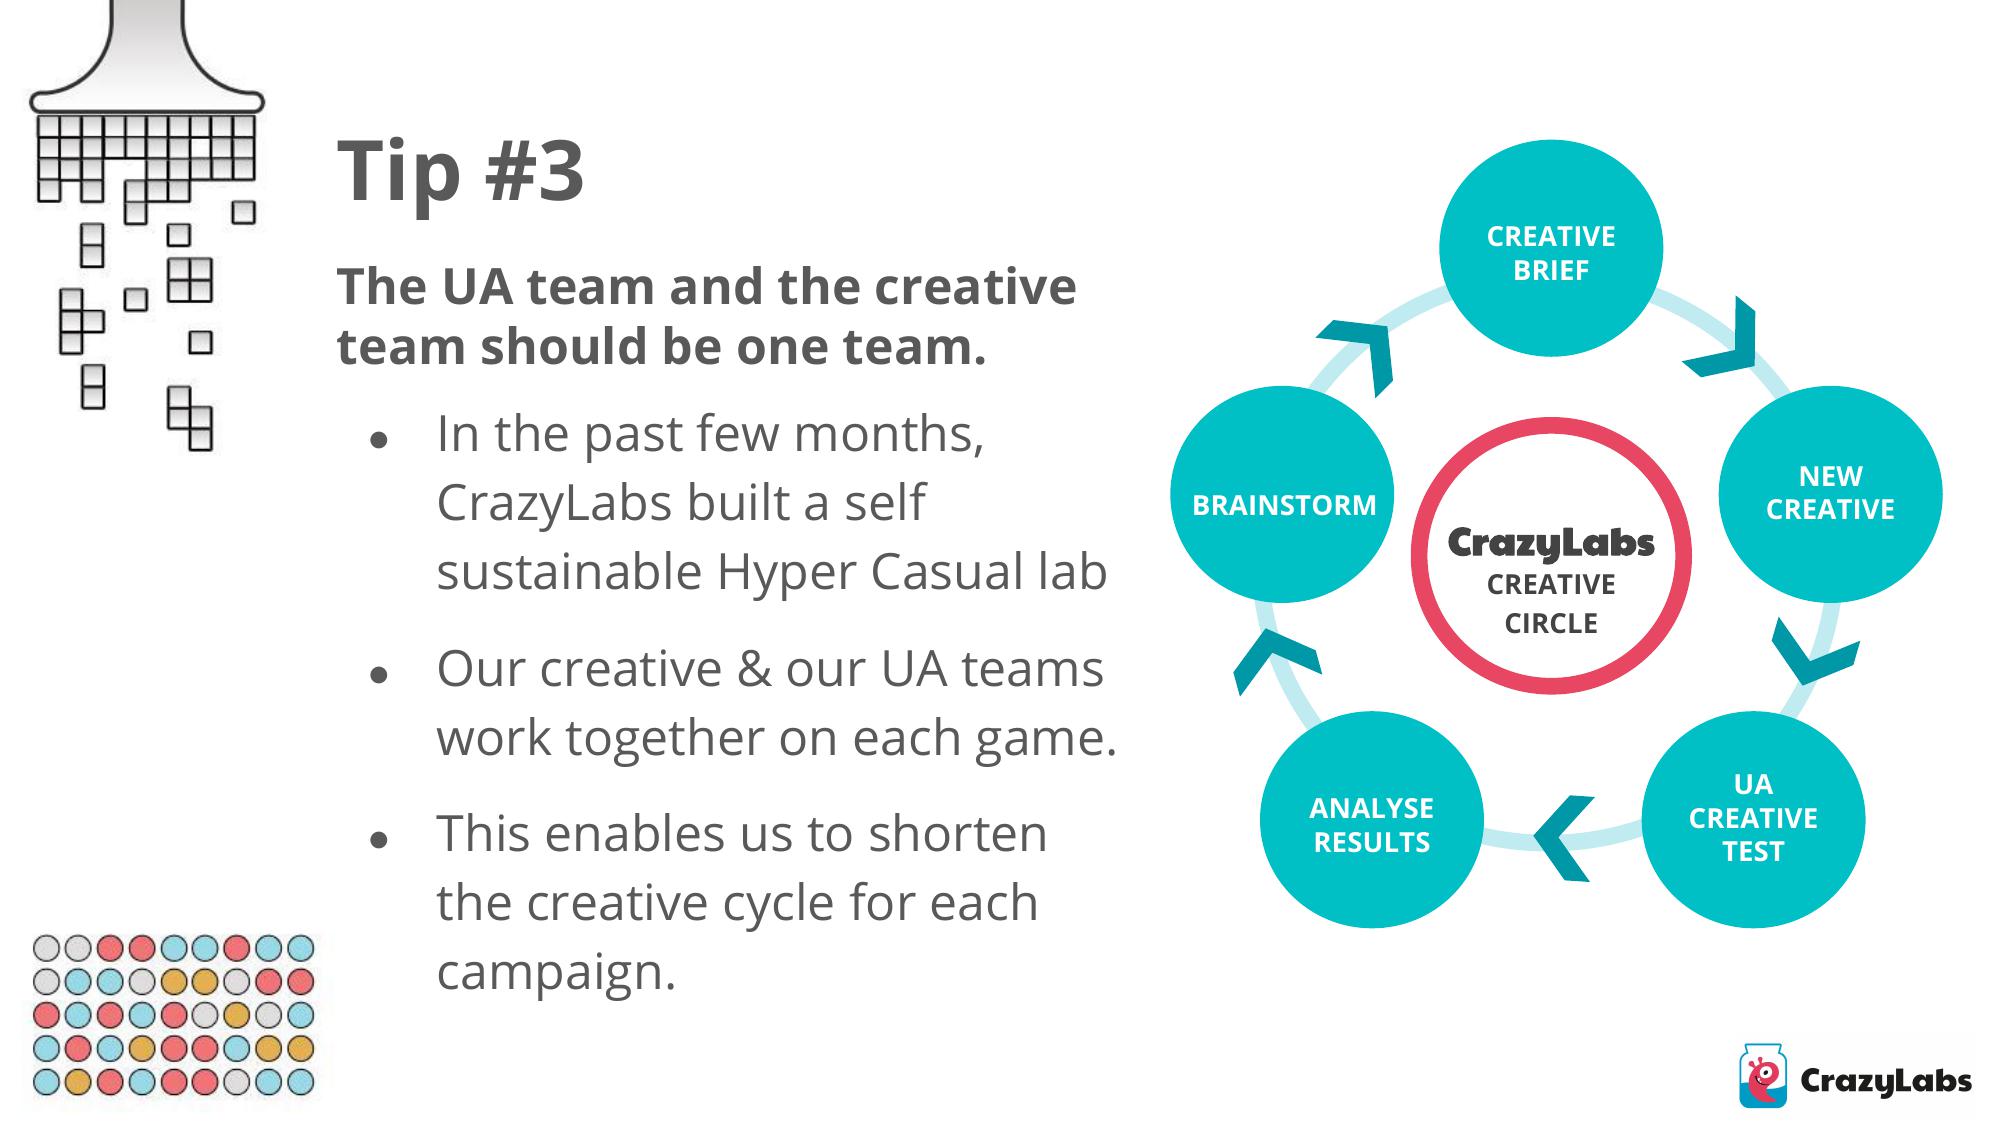 Tip #3
The UA team and the creative
team should be one team.
● In the past few months,
CrazyLabs built a self
sustainable Hyper Casual lab
● Our creative & our UA teams
work together on each game.
● This enables us to shorten
the creative cycle for each
campaign.
CREATIVE
BRIEF
NEW
CREATIVE
UA
CREATIVE
TEST
ANALYSE
RESULTS
BRAINSTORM
CrazyLabs
CREATIVE
CIRCLE
CrazyLabs